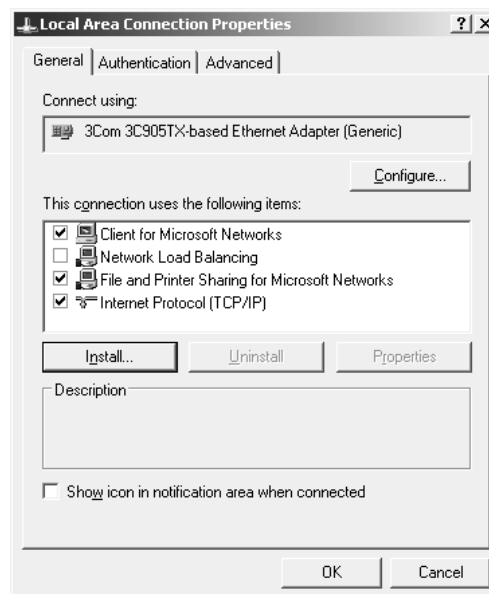 Local Area Connection Properties ? X
General Authentication Advanced
Connect using:
3Com 3C905TX-based Ethernet Adapter (Generic)
Configure...
This connection uses the following items:
Client for Microsoft Networks
Network Load Balancing
File and Printer Sharing for Microsoft Networks
Internet Protocol (TCP/IP)
Install... Uninstall Properties
Description
Show icon in notification area when connected
OK Cancel